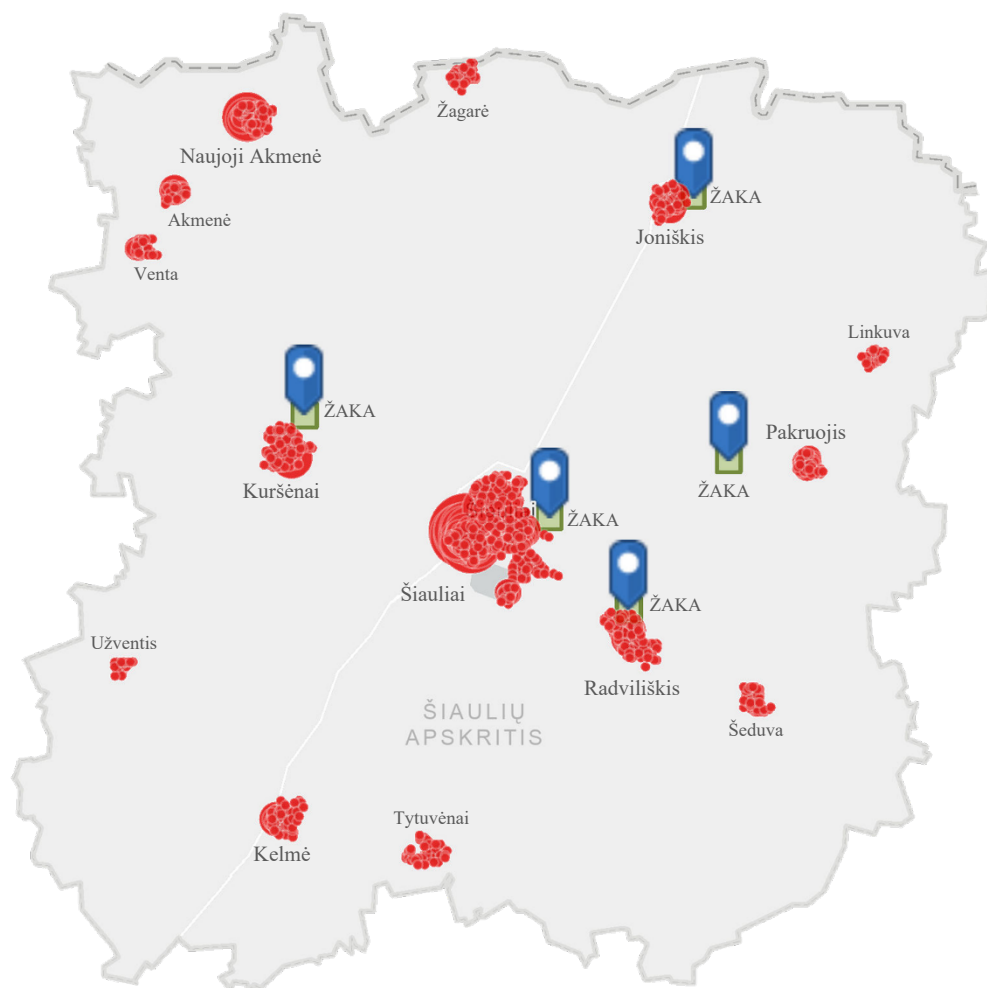 Žagarė
Naujoji Akmenė
Akmenė
ŽAKA
Joniškis
Venta
Linkuva
ŽAKA
Pakruojis
Kuršėnai
ŽAKA
ŽAKA
Šiauliai
ŽAKA
Užventis
Radviliškis
ŠIAULIŲ
APSKRITIS
Šeduva
Tytuvėnai
Kelmė